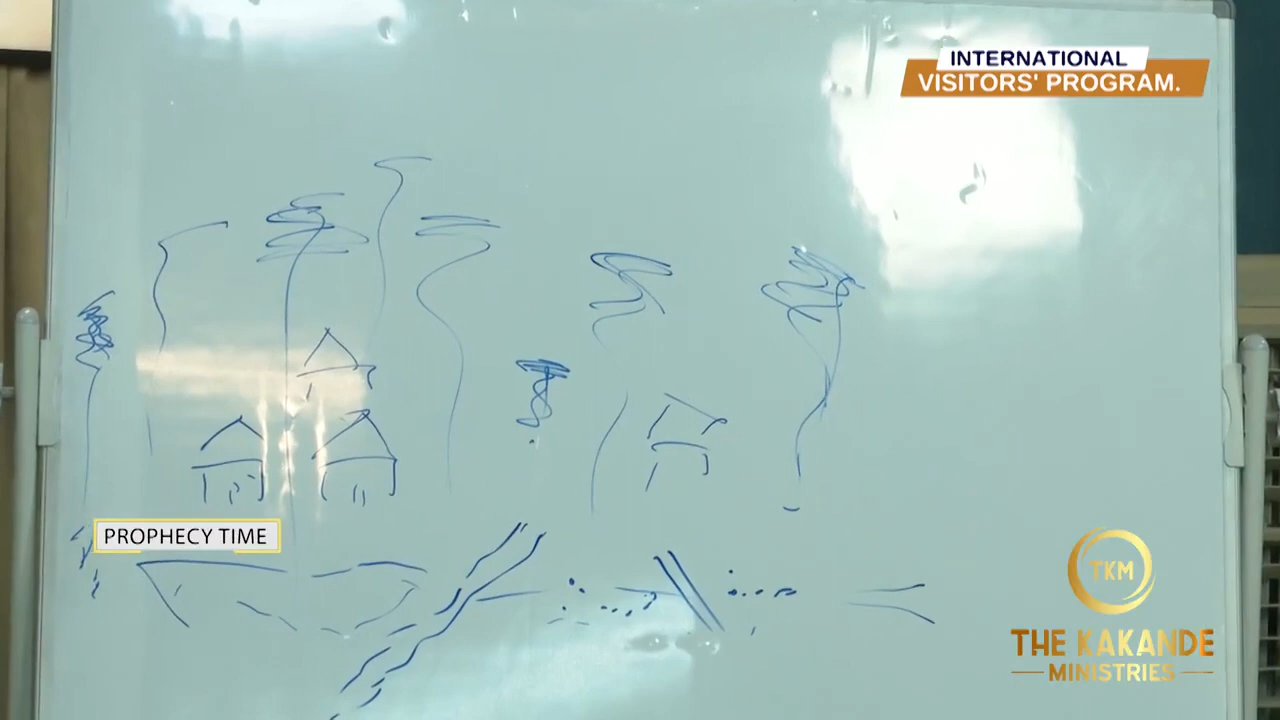 INTERNATIONAL
VISITORS' PROGRAM.
PROPHECY TIME
TKM
THE KAKANDE
MINISTRIES